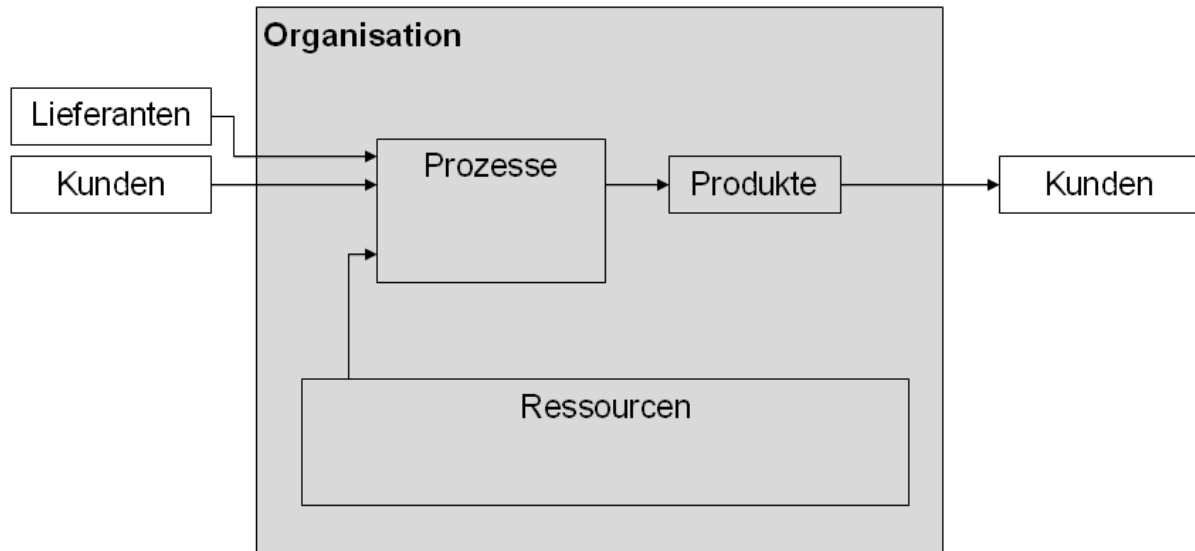 Organisation
Lieferanten
Kunden
Prozesse
Produkte
Kunden
Ressourcen